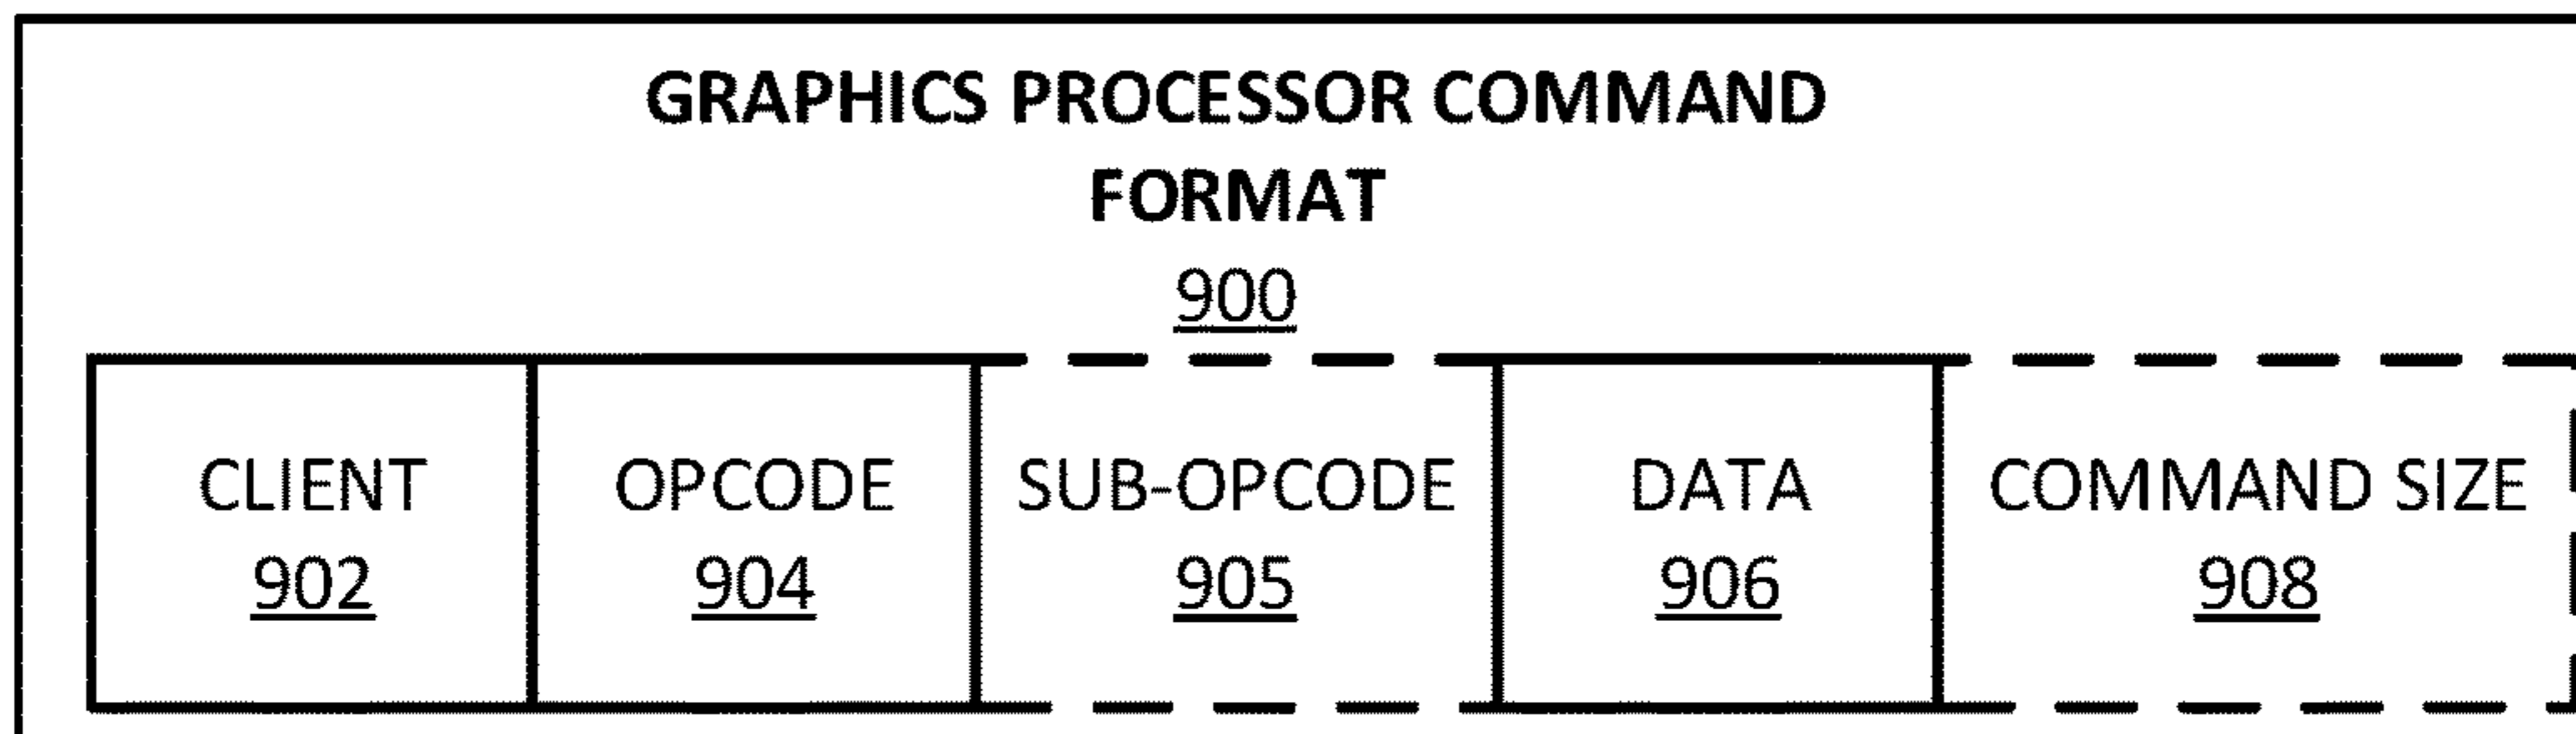 GRAPHICS PROCESSOR COMMAND
FORMAT
900
CLIENT
902
OPCODE
904
SUB-OPCODE
905
DATA
906
COMMAND SIZE
908